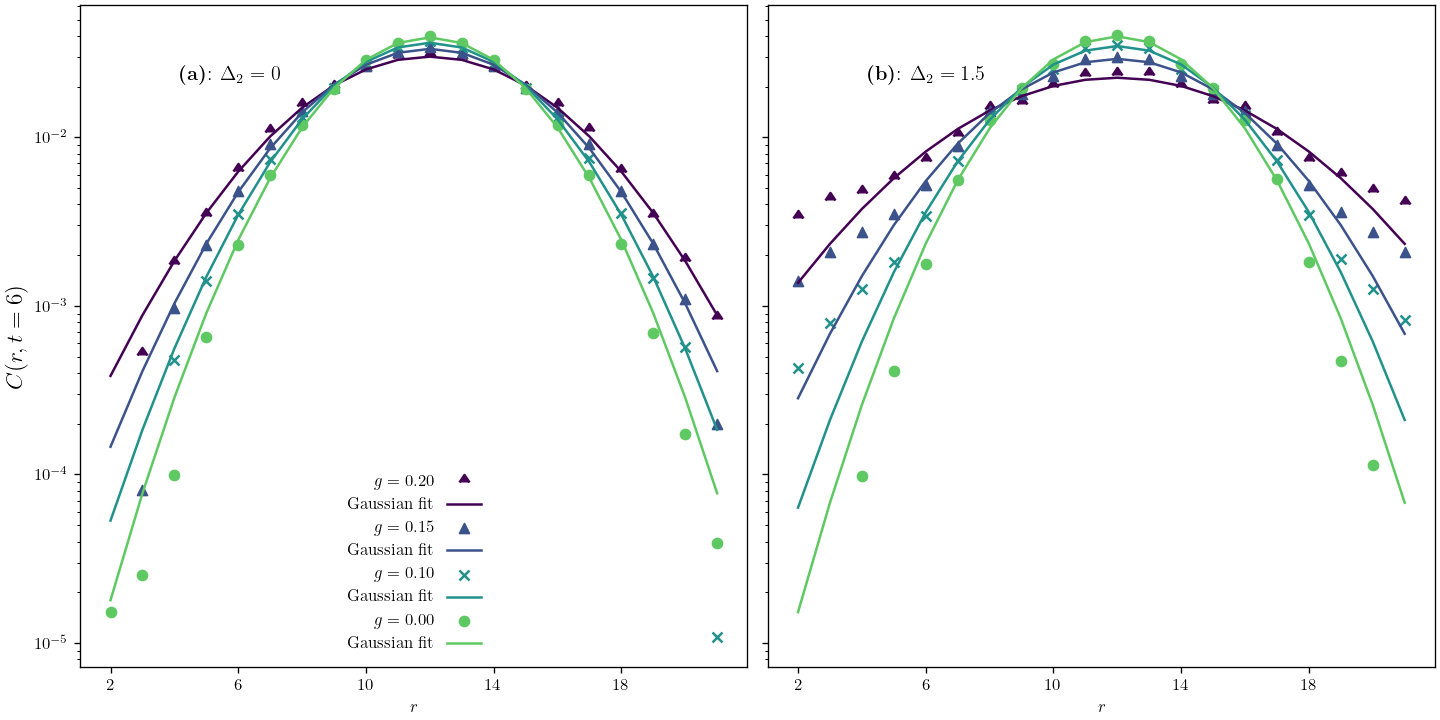 (a): Δ₂ = 0
(b): Δ₂ = 1.5
C(r, t = 6)
10⁻²
10⁻³
10⁻⁴
10⁻⁵
g = 0.20
Gaussian fit
g = 0.15
Gaussian fit
g = 0.10
Gaussian fit
g = 0.00
Gaussian fit
2 6 10 14 18
2 6 10 14 18
r
r